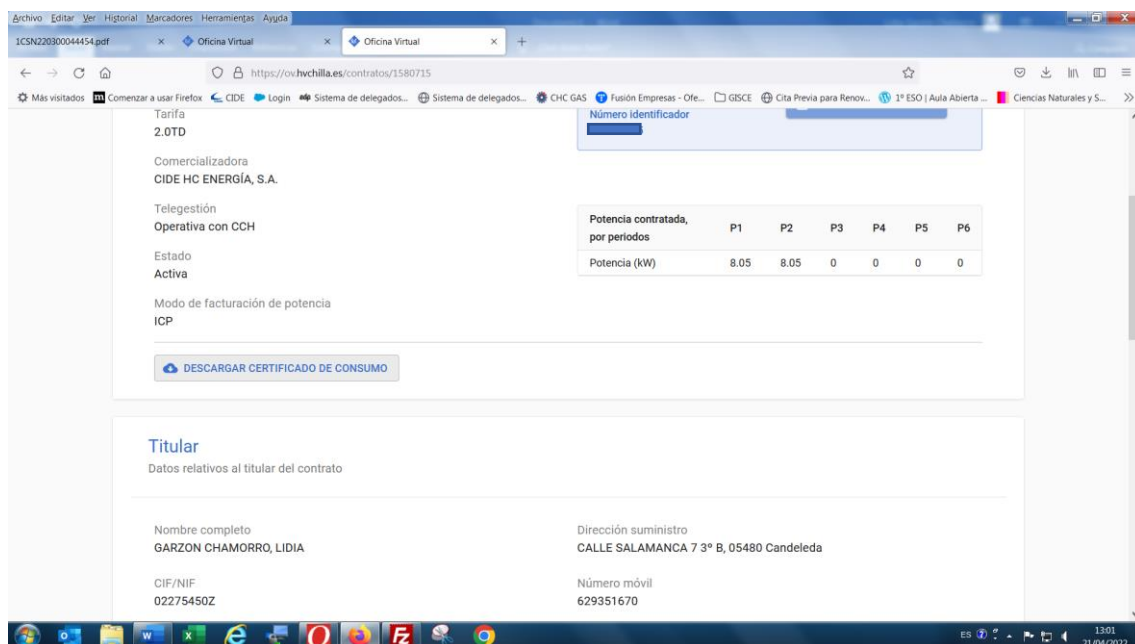 Archivo Editar Ver Historial Marcadores Herramientas Ayuda
1CSN220300044454.pdf × Oficina Virtual × Oficina Virtual × +
https://ov.hvchilla.es/contratos/1580715
Más visitados Comenzar a usar Firefox CIDE Login Sistema de delegados... Sistema de delegados... CHC GAS Fusión Empresas - Ofe... GISCE Cita Previa para Renov... 1º ESO | Aula Abierta ... Ciencias Naturales y S... »
Tarifa
2.0TD
Número identificador
Comercializadora
CIDE HC ENERGÍA, S.A.
Telegestión
Operativa con CCH
Estado
Activa
Modo de facturación de potencia
ICP
Potencia contratada, por periodos P1 P2 P3 P4 P5 P6
Potencia (kW) 8.05 8.05 0 0 0 0
DESCARGAR CERTIFICADO DE CONSUMO
Titular
Datos relativos al titular del contrato
Nombre completo
GARZON CHAMORRO, LIDIA
Dirección suministro
CALLE SALAMANCA 7 3º B, 05480 Candeleda
CIF/NIF
02275450Z
Número móvil
629351670
ES 13:01
21/04/2022